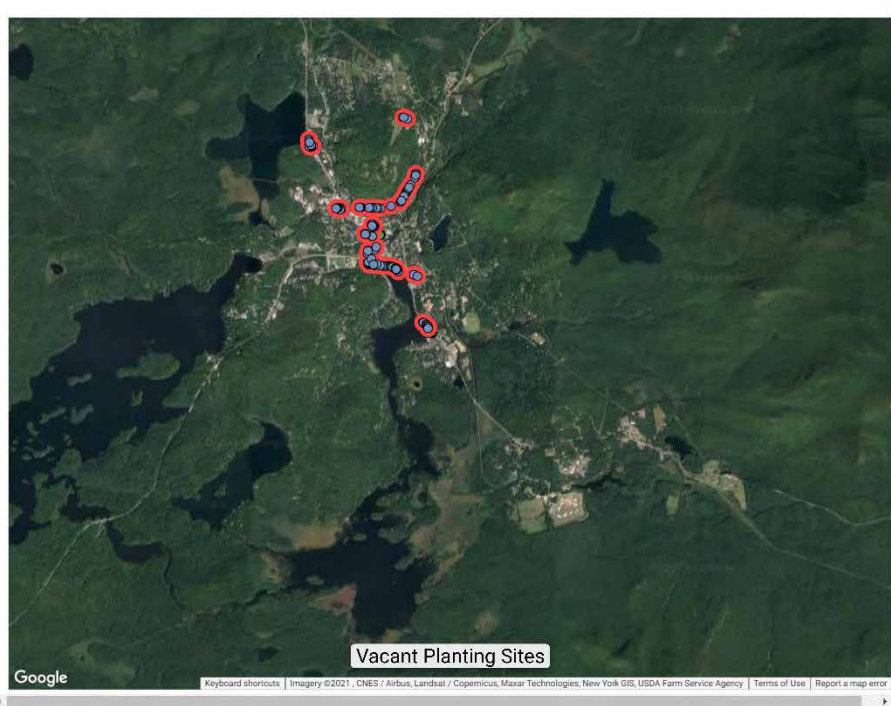 Vacant Planting Sites
Google
Keyboard shortcuts Imagery ©2021 , CNES / Airbus, Landsat / Copernicus, Maxar Technologies, New York GIS, USDA Farm Service Agency Terms of Use Report a map error